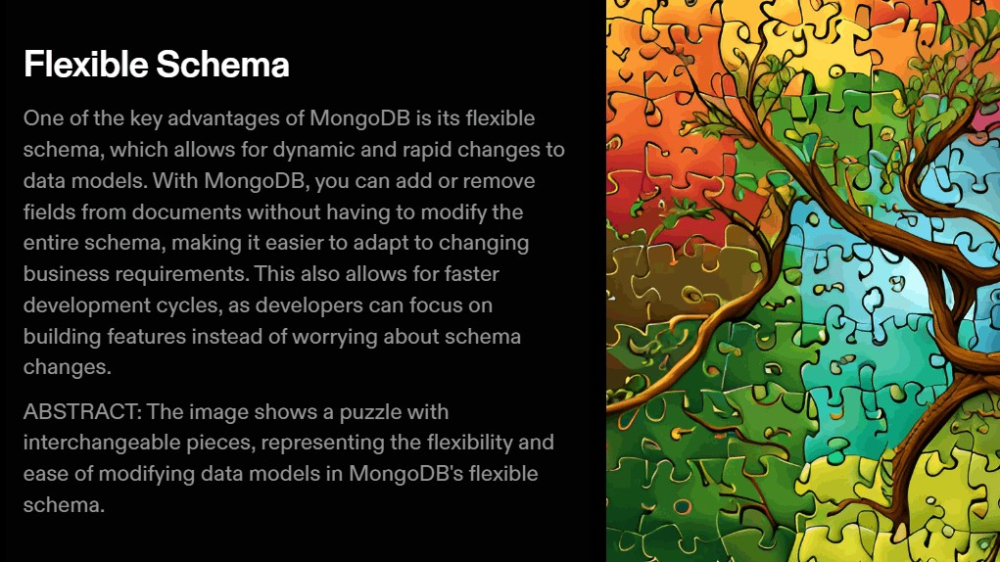 Flexible Schema
One of the key advantages of MongoDB is its flexible
schema, which allows for dynamic and rapid changes to
data models. With MongoDB, you can add or remove
fields from documents without having to modify the
entire schema, making it easier to adapt to changing
business requirements. This also allows for faster
development cycles, as developers can focus on
building features instead of worrying about schema
changes.
ABSTRACT: The image shows a puzzle with
interchangeable pieces, representing the flexibility and
ease of modifying data models in MongoDB's flexible
schema.